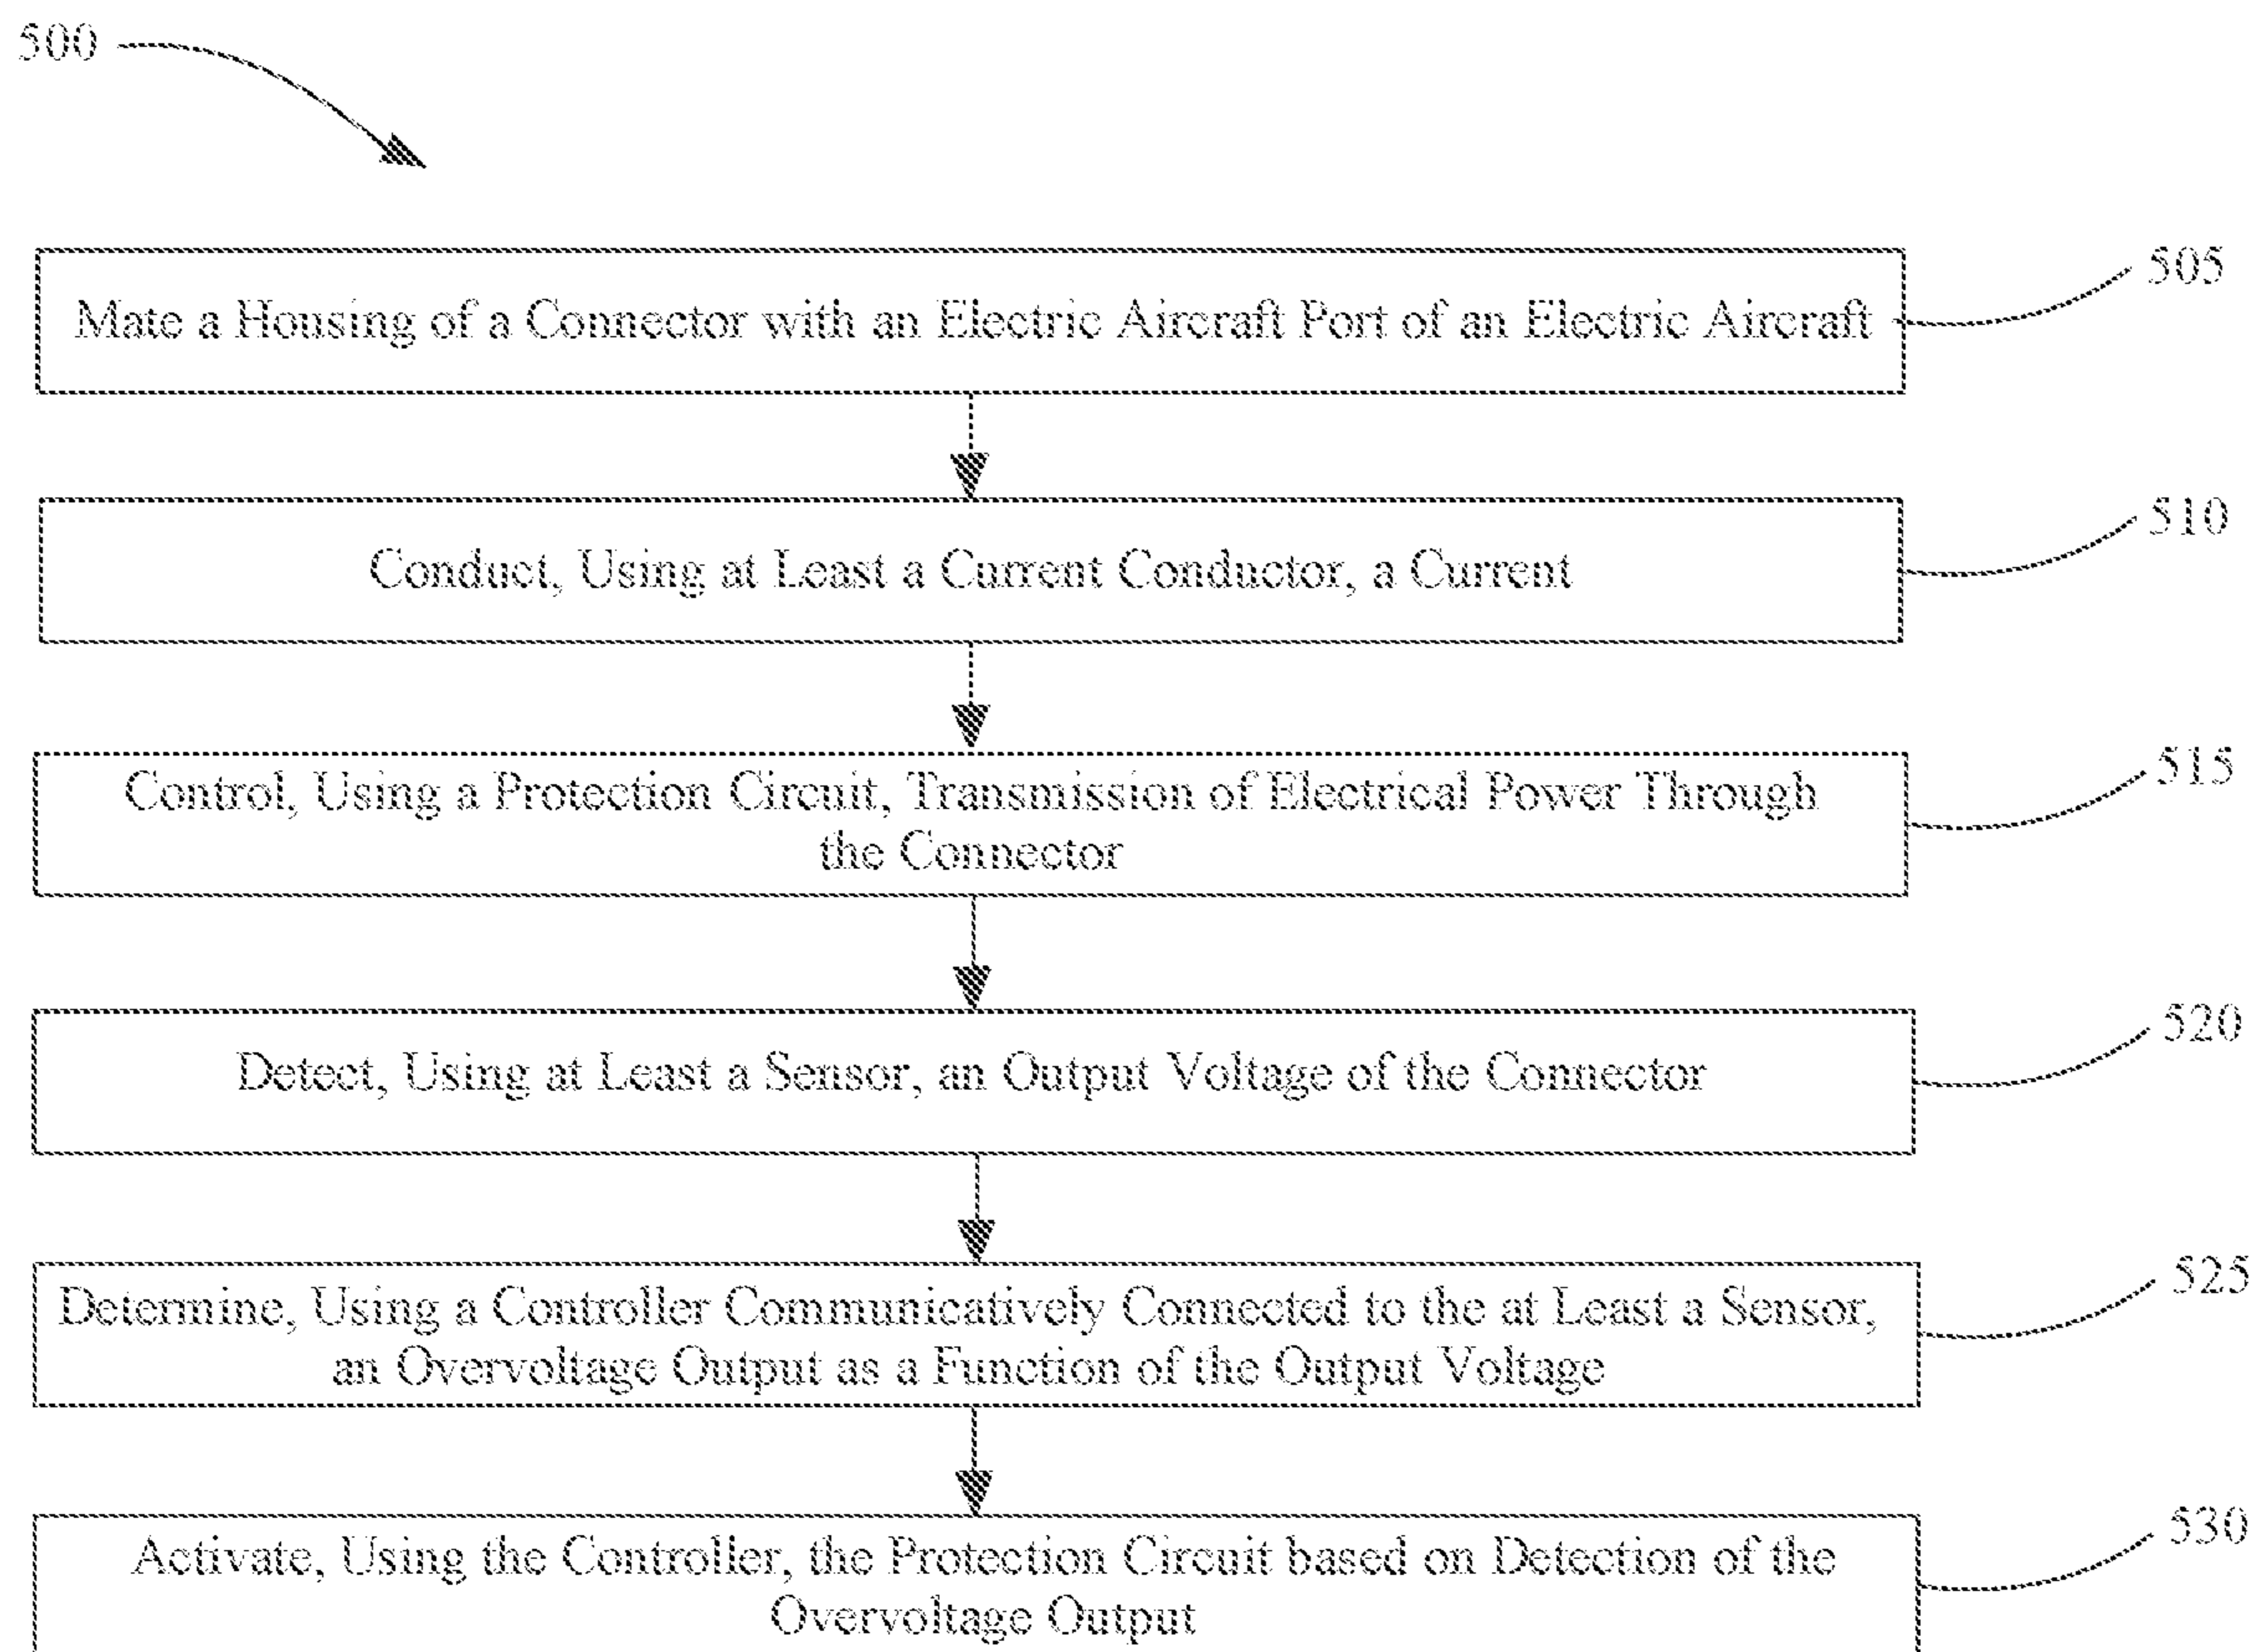 500
Mate a Housing of a Connector with an Electric Aircraft Port of an Electric Aircraft
505
Conduct, Using at Least a Current Conductor, a Current
510
Control, Using a Protection Circuit, Transmission of Electrical Power Through
the Connector
515
Detect, Using at Least a Sensor, an Output Voltage of the Connector
520
Determine, Using a Controller Communicatively Connected to the at Least a Sensor,
an Overvoltage Output as a Function of the Output Voltage
525
Activate, Using the Controller, the Protection Circuit based on Detection of the
Overvoltage Output
530